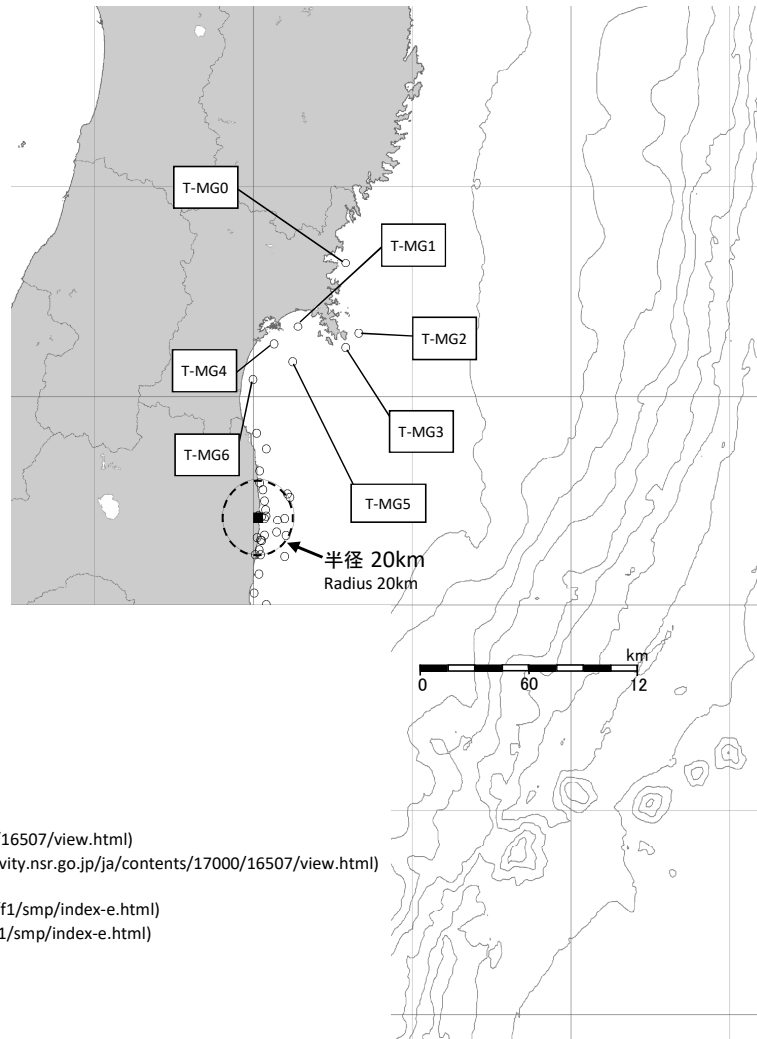 T-MG0
T-MG1
T-MG2
T-MG4
T-MG3
T-MG6
T-MG5
半径 20km
Radius 20km
km
0 60 12
/16507/view.html)
vity.nsr.go.jp/ja/contents/17000/16507/view.html)
f1/smp/index-e.html)
1/smp/index-e.html)